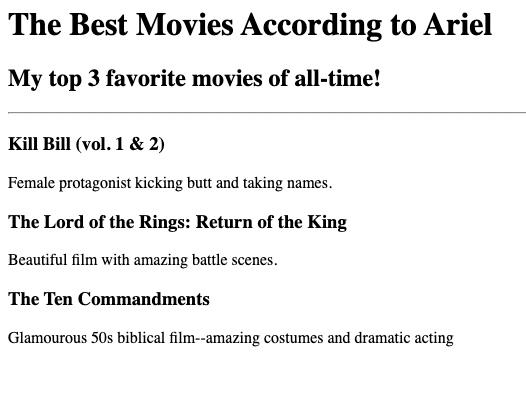 The Best Movies According to Ariel
My top 3 favorite movies of all-time!
Kill Bill (vol. 1 & 2)
Female protagonist kicking butt and taking names.
The Lord of the Rings: Return of the King
Beautiful film with amazing battle scenes.
The Ten Commandments
Glamourous 50s biblical film--amazing costumes and dramatic acting